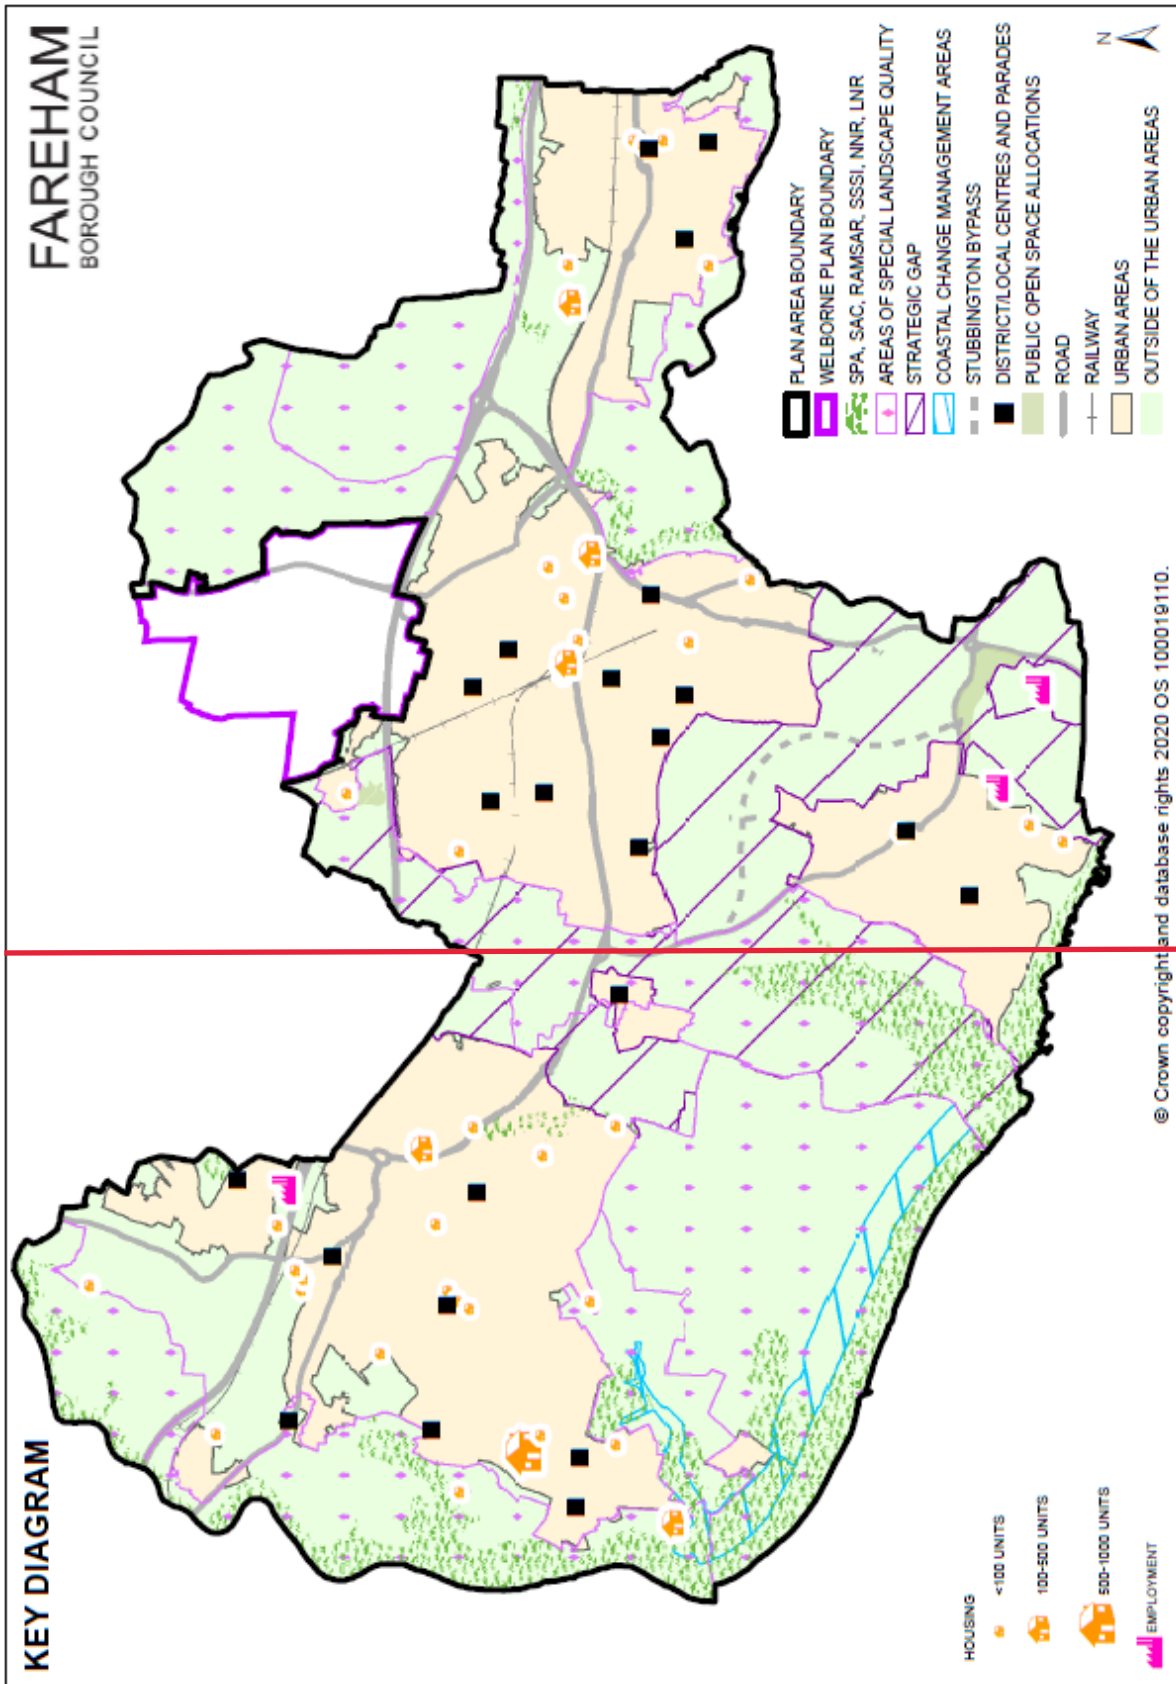 KEY DIAGRAM
FAREHAM
BOROUGH COUNCIL
N
PLAN AREA BOUNDARY
WELBORNE PLAN BOUNDARY
SPA, SAC, RAMSAR, SSSI, NNR, LNR
AREAS OF SPECIAL LANDSCAPE QUALITY
STRATEGIC GAP
COASTAL CHANGE MANAGEMENT AREAS
STUBBINGTON BYPASS
DISTRICT/LOCAL CENTRES AND PARADES
PUBLIC OPEN SPACE ALLOCATIONS
ROAD
RAILWAY
URBAN AREAS
OUTSIDE OF THE URBAN AREAS
HOUSING
<100 UNITS
100-500 UNITS
500-1000 UNITS
EMPLOYMENT
© Crown copyright and database rights 2020 OS 100019110.